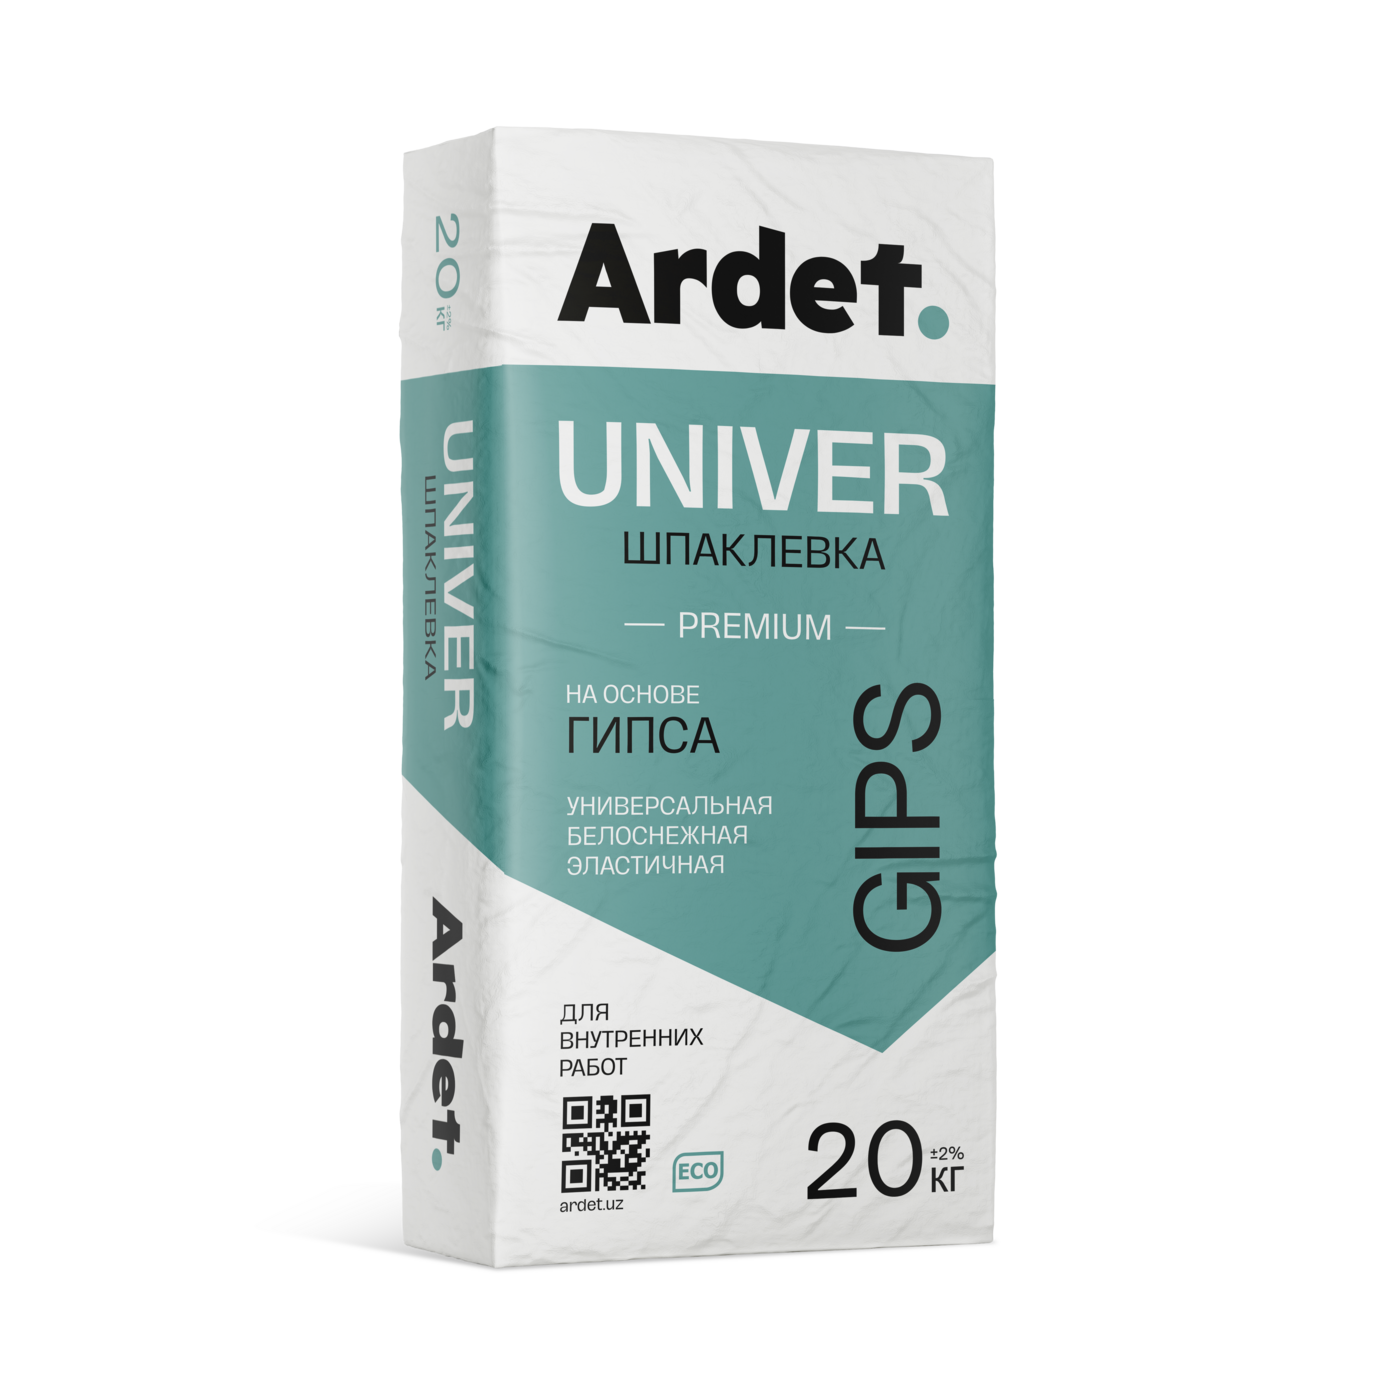 Ardet.
UNIVER
ШПАКЛЕВКА
PREMIUM
НА ОСНОВЕ
ГИПСА
УНИВЕРСАЛЬНАЯ
БЕЛОСНЕЖНАЯ
ЭЛАСТИЧНАЯ
GIPS
ДЛЯ
ВНУТРЕННИХ
РАБОТ
ardet.uz
ECO
20 ±2% КГ
20 ±2% КГ
UNIVER
ШПАКЛЕВКА
Ardet.